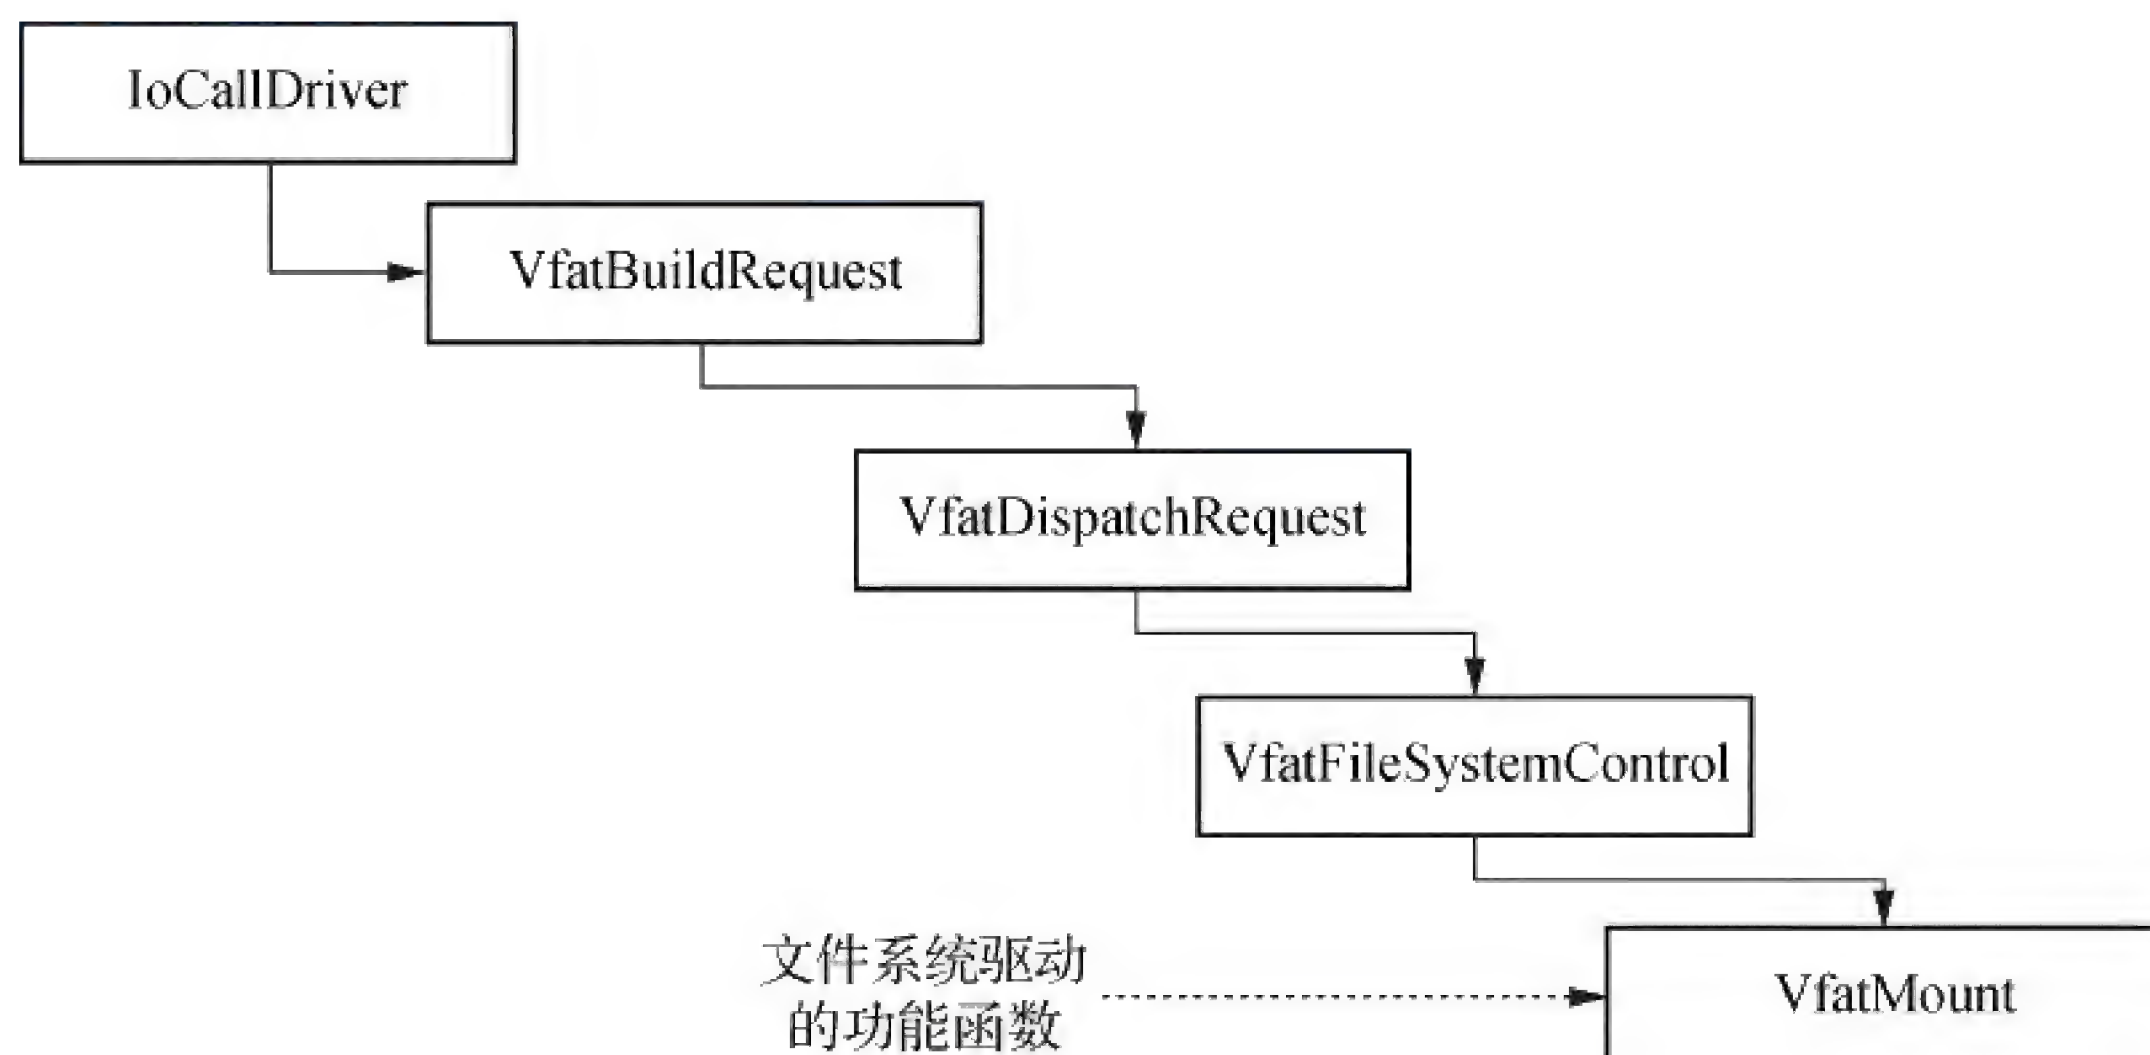 IoCallDriver
VfatBuildRequest
VfatDispatchRequest
VfatFileSystemControl
文件系统驱动
的功能函数
VfatMount